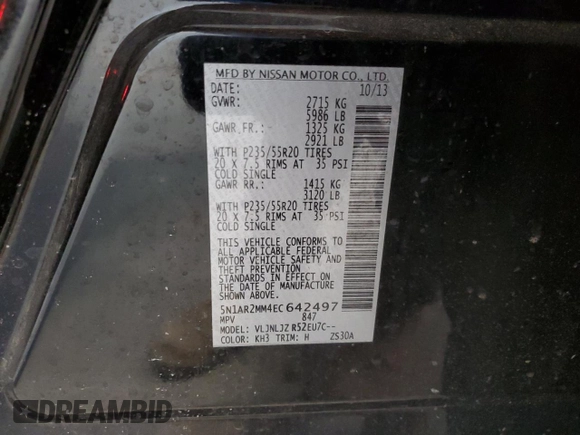 MFD BY NISSAN MOTOR CO., LTD.
DATE: 10/13
GVWR: 2715 KG
5986 LB
GAWR FR.: 1325 KG
2921 LB
WITH P235/55R20 TIRES
20 X 7.5 RIMS AT 35 PSI
COLD SINGLE
GAWR RR.: 1415 KG
3120 LB
WITH P235/55R20 TIRES
20 X 7.5 RIMS AT 35 PSI
COLD SINGLE
THIS VEHICLE CONFORMS TO
ALL APPLICABLE FEDERAL
MOTOR VEHICLE SAFETY AND
THEFT PREVENTION
STANDARDS IN EFFECT ON
THE DATE OF MANUFACTURE
SHOWN ABOVE.
5N1AR2MM4EC642497
MPV 847
MODEL: VLJNLJZ R52EU7C--
COLOR: KH3 TRIM: H ZS30A
DREAMBID